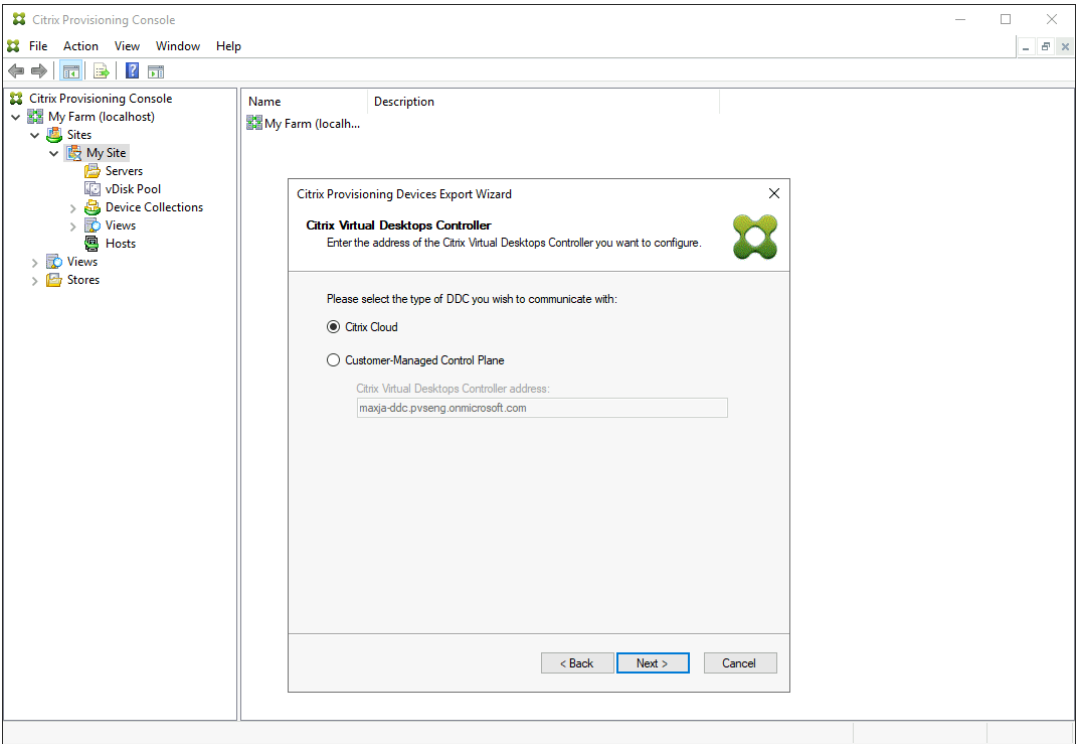 Citrix Provisioning Console
File Action View Window Help
Citrix Provisioning Console
My Farm (localhost)
Sites
My Site
Servers
vDisk Pool
Device Collections
Views
Hosts
Views
Stores
Name Description
My Farm (localh...
Citrix Provisioning Devices Export Wizard
Citrix Virtual Desktops Controller
Enter the address of the Citrix Virtual Desktops Controller you want to configure.
Please select the type of DDC you wish to communicate with:
Citrix Cloud
Customer-Managed Control Plane
Citrix Virtual Desktops Controller address:
maxja-ddc.pvseng.onmicrosoft.com
< Back Next > Cancel